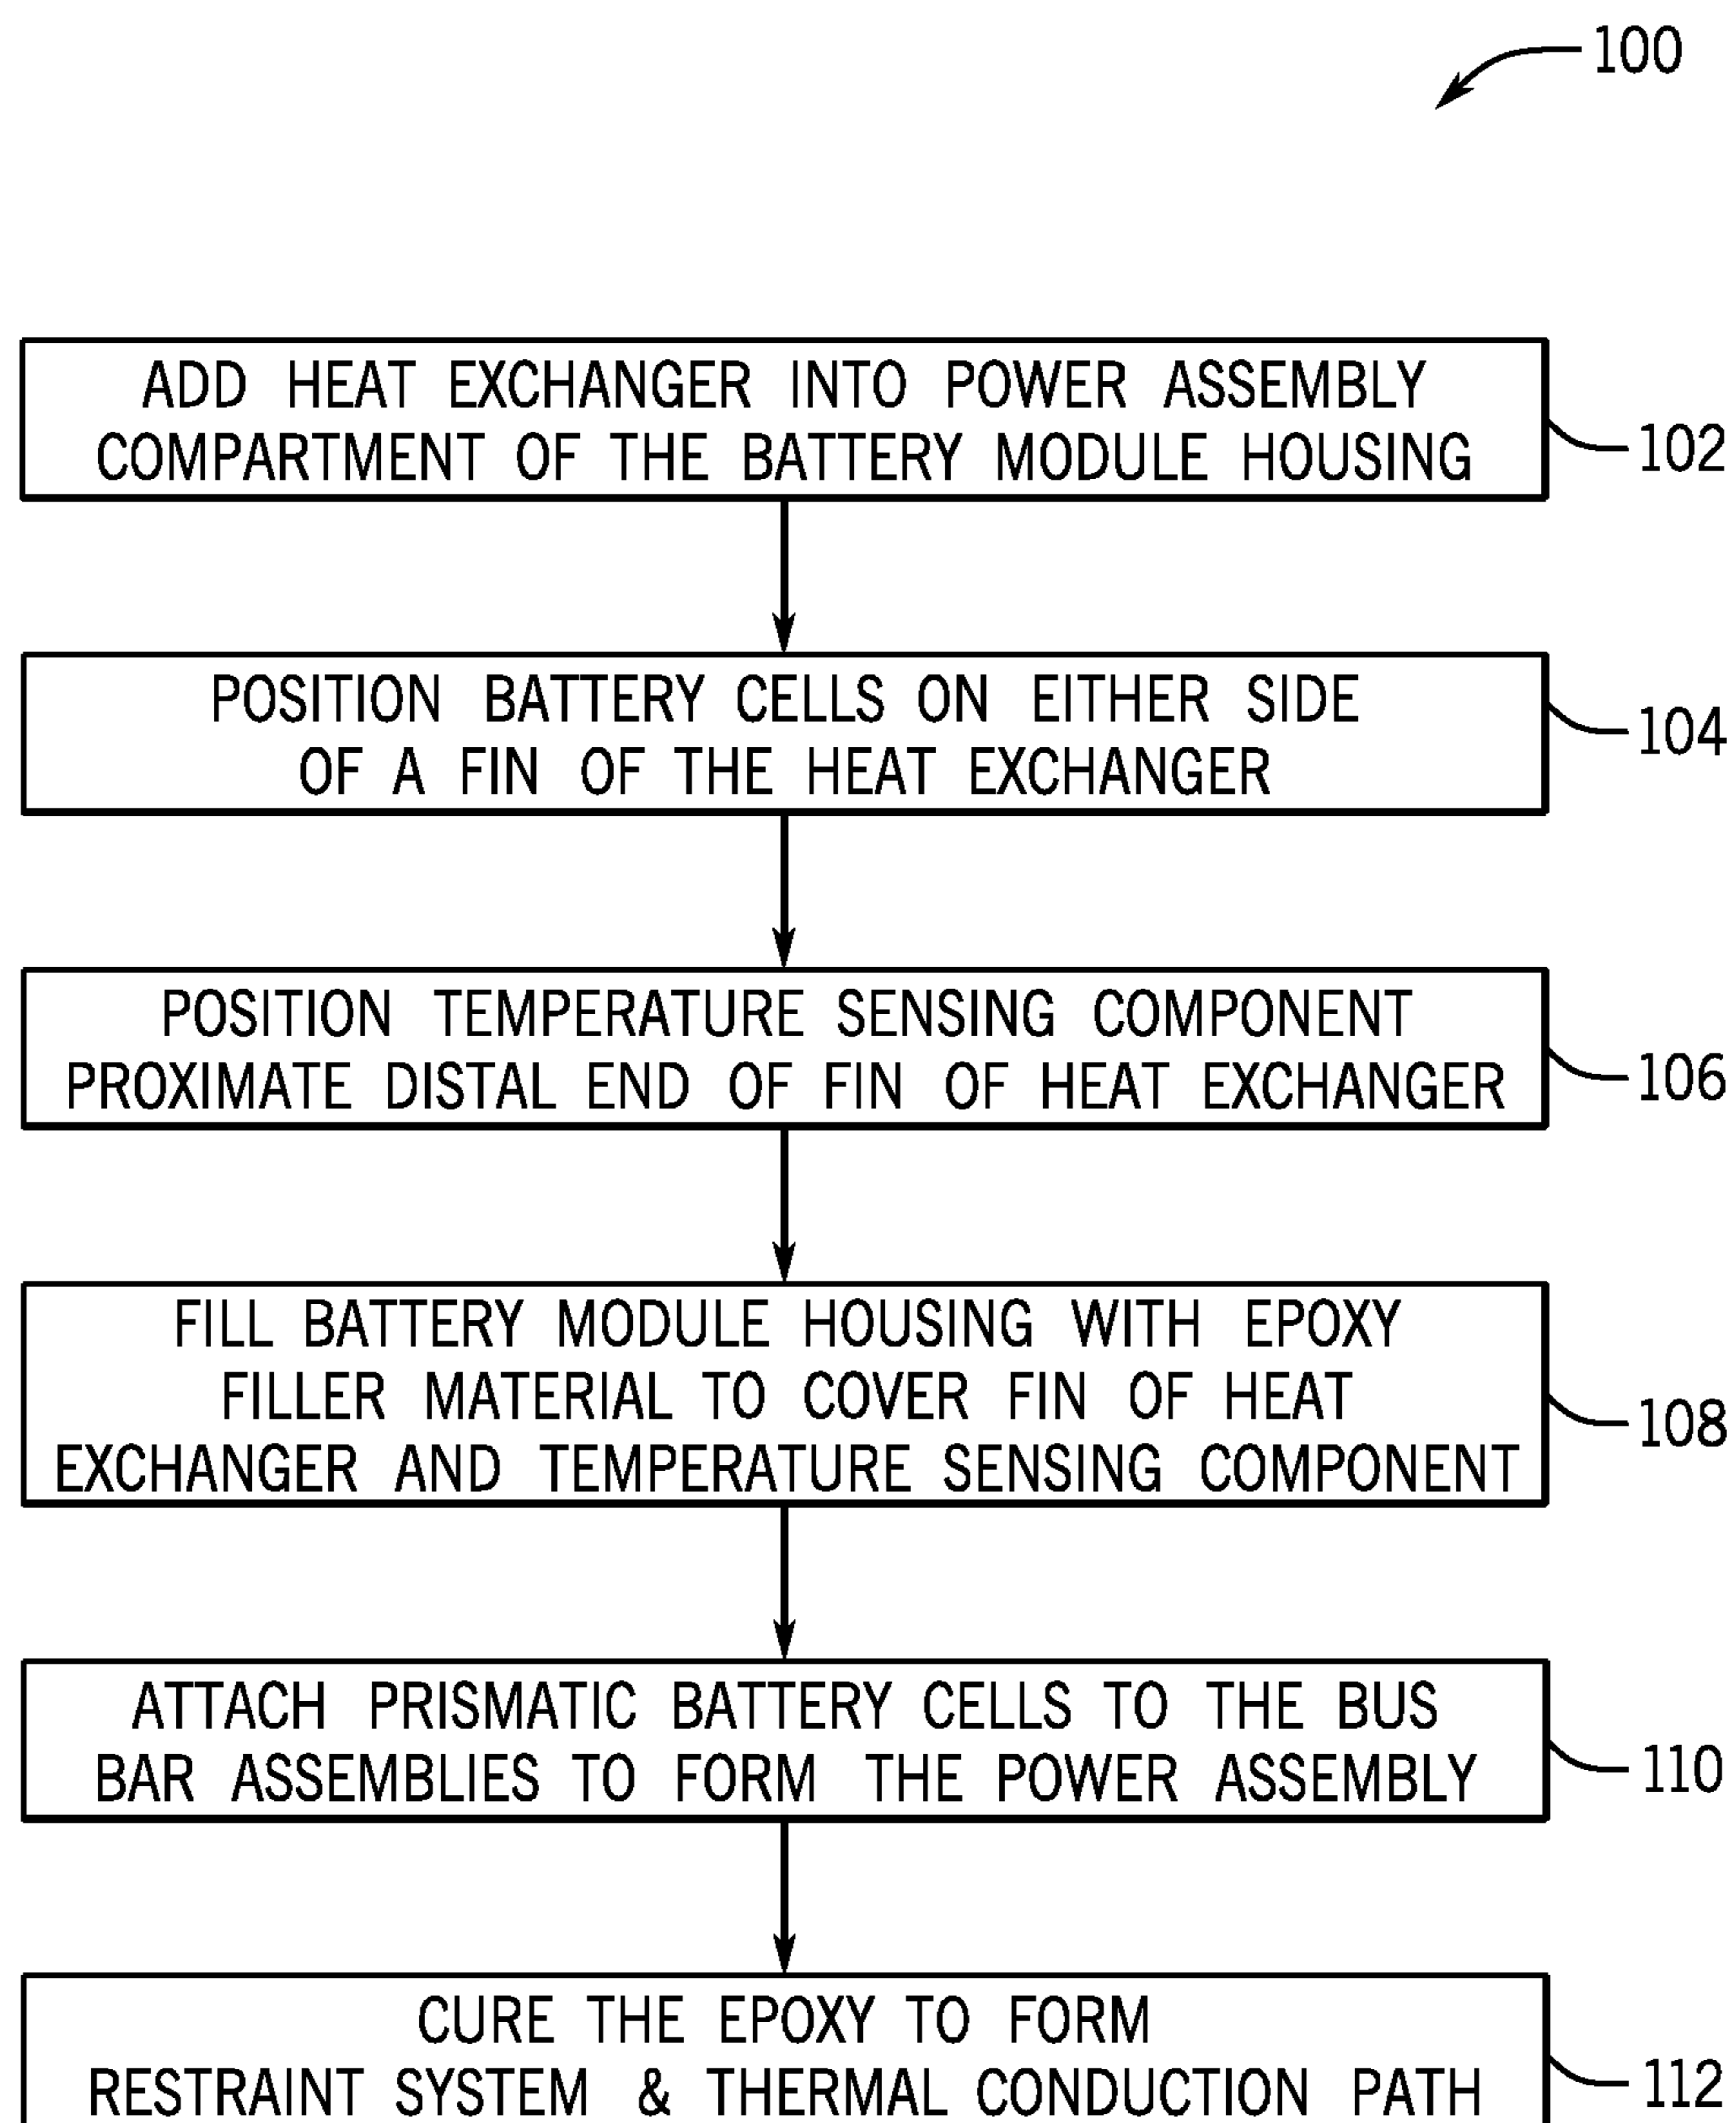 100
ADD HEAT EXCHANGER INTO POWER ASSEMBLY
COMPARTMENT OF THE BATTERY MODULE HOUSING
102
POSITION BATTERY CELLS ON EITHER SIDE
OF A FIN OF THE HEAT EXCHANGER
104
POSITION TEMPERATURE SENSING COMPONENT
PROXIMATE DISTAL END OF FIN OF HEAT EXCHANGER
106
FILL BATTERY MODULE HOUSING WITH EPOXY
FILLER MATERIAL TO COVER FIN OF HEAT
EXCHANGER AND TEMPERATURE SENSING COMPONENT
108
ATTACH PRISMATIC BATTERY CELLS TO THE BUS
BAR ASSEMBLIES TO FORM THE POWER ASSEMBLY
110
CURE THE EPOXY TO FORM
RESTRAINT SYSTEM & THERMAL CONDUCTION PATH
112